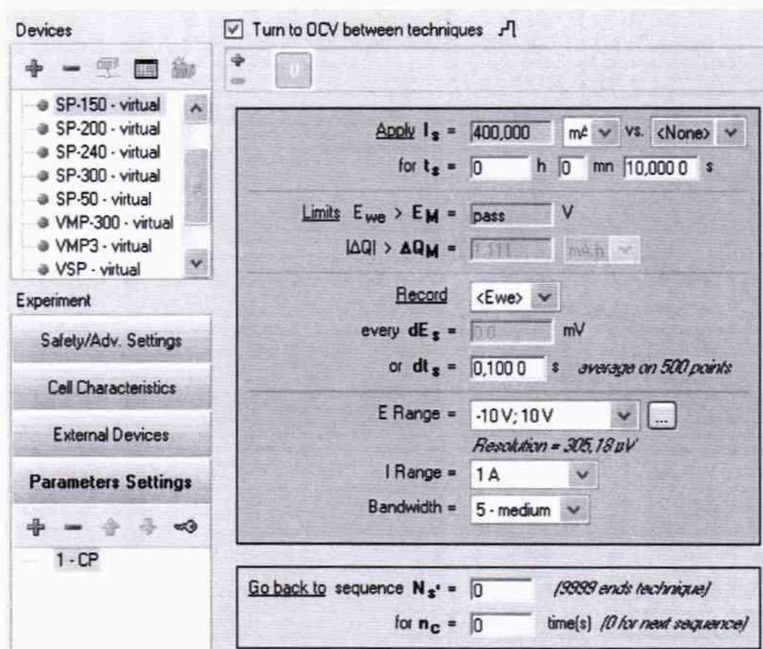 Devices
SP-150 - virtual
SP-200 - virtual
SP-240 - virtual
SP-300 - virtual
SP-50 - virtual
VMP-300 - virtual
VMP3 - virtual
VSP - virtual
Experiment
Safety/Adv. Settings
Cell Characteristics
External Devices
Parameters Settings
1 - CP
Turn to OCV between techniques
0
Apply Is = 400,000 mA vs. <None>
for ts = 0 h 0 mn 10,000 0 s
Limits Ewe > EM = pass V
|ΔQ| > ΔQM = 1,111 mA.h
Record <Ewe>
every dEs = 0,0 mV
or dts = 0,100 0 s average on 500 points
E Range = -10 V; 10 V ...
Resolution = 305,18 µV
I Range = 1 A
Bandwidth = 5 - medium
Go back to sequence Ns' = 0 (9999 ends technique)
for nc = 0 time(s) (0 for next sequence)